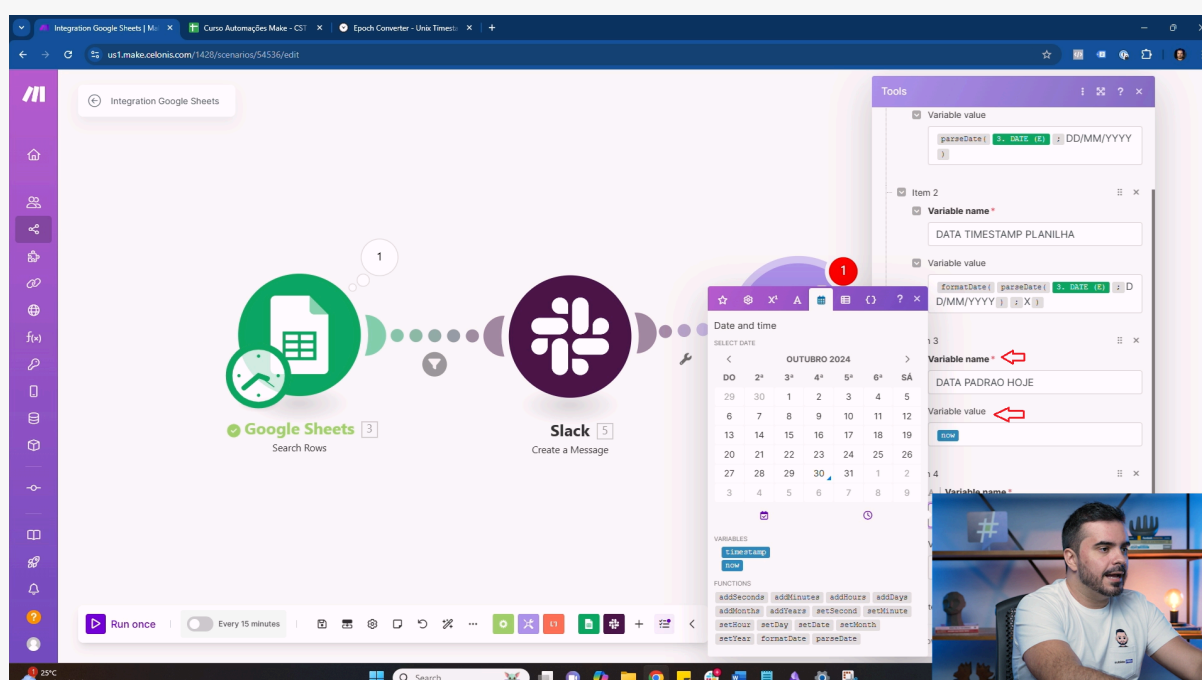 Integration Google Sheets | Ma
Curso Automações Make - CST
Epoch Converter - Unix Timesta
us1.make.celonis.com/1428/scenarios/54536/edit
Integration Google Sheets
Tools
Variable value
parseDate( 3. DATE (E) ; DD/MM/YYYY
)
Item 2
Variable name*
DATA TIMESTAMP PLANILHA
Variable value
formatDate( parseDate( 3. DATE (E) ; D
D/MM/YYYY ) ; X )
3
Variable name*
DATA PADRAO HOJE
Variable value
now
4
Variable name*
1
Google Sheets 3
Search Rows
Slack 5
Create a Message
1
Date and time
SELECT DATE
OUTUBRO 2024
DO 2ª 3ª 4ª 5ª 6ª SÁ
29 30 1 2 3 4 5
6 7 8 9 10 11 12
13 14 15 16 17 18 19
20 21 22 23 24 25 26
27 28 29 30 31 1 2
3 4 5 6 7 8 9
VARIABLES
timestamp
now
FUNCTIONS
addSeconds addMinutes addHours addDays
addMonths addYears setSecond setMinute
setHour setDay setDate setMonth
setYear formatDate parseDate
Run once
Every 15 minutes
25°C
Search
#